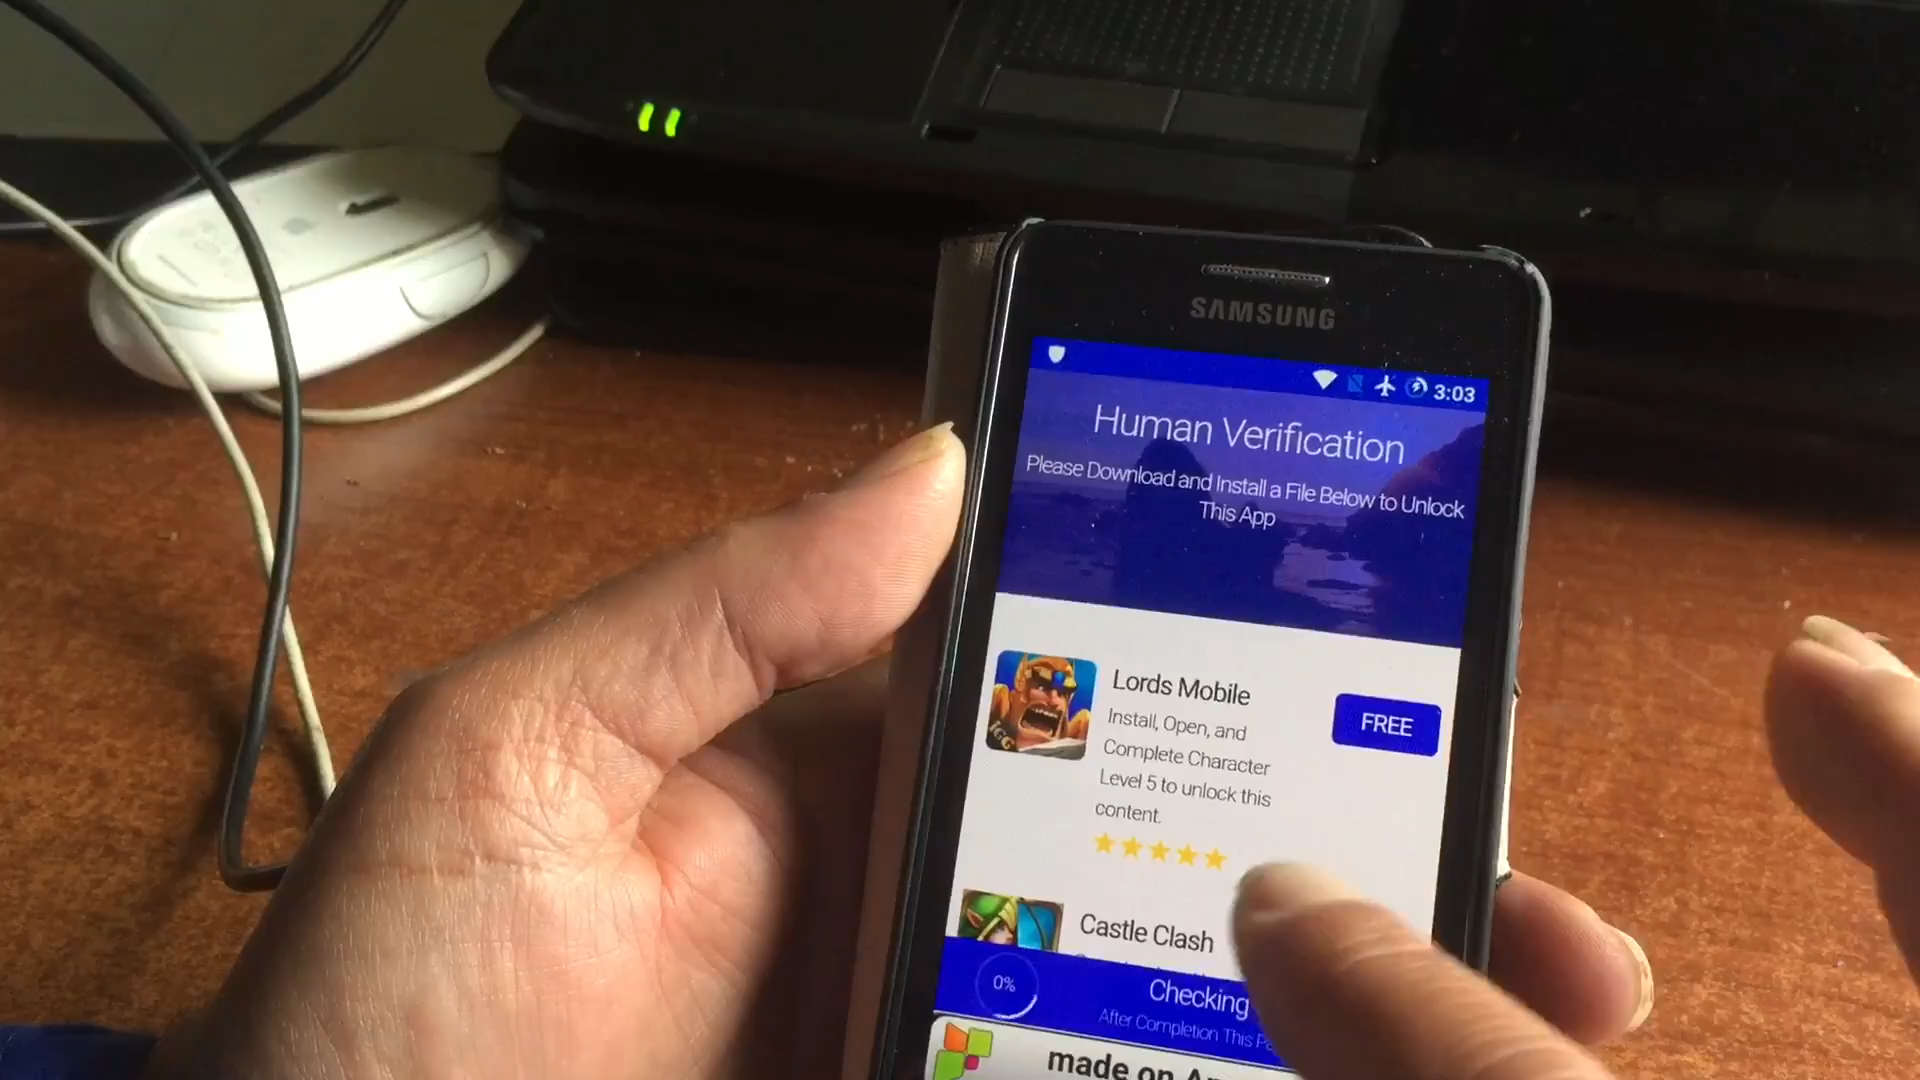 SAMSUNG
3:03
Human Verification
Please Download and Install a File Below to Unlock
This App
Lords Mobile
Install, Open, and
Complete Character
Level 5 to unlock this
content.
FREE
IGG
Castle Clash
0%
Checking
After Completion This
made on